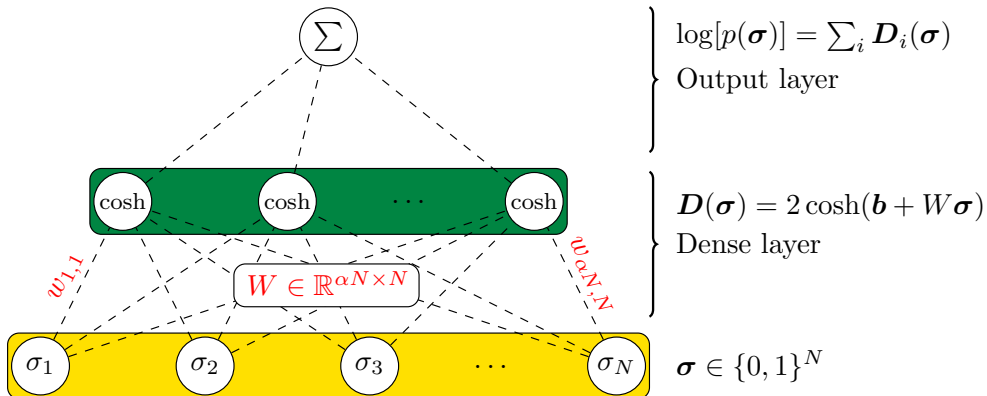 ∑
log[p(σ)] = ∑_i D_i(σ)
Output layer
cosh cosh ··· cosh
D(σ) = 2 cosh(b + Wσ)
Dense layer
w_{1,1}
W ∈ ℝ^{αN×N}
w_{αN,N}
σ_1 σ_2 σ_3 ··· σ_N
σ ∈ {0, 1}^N